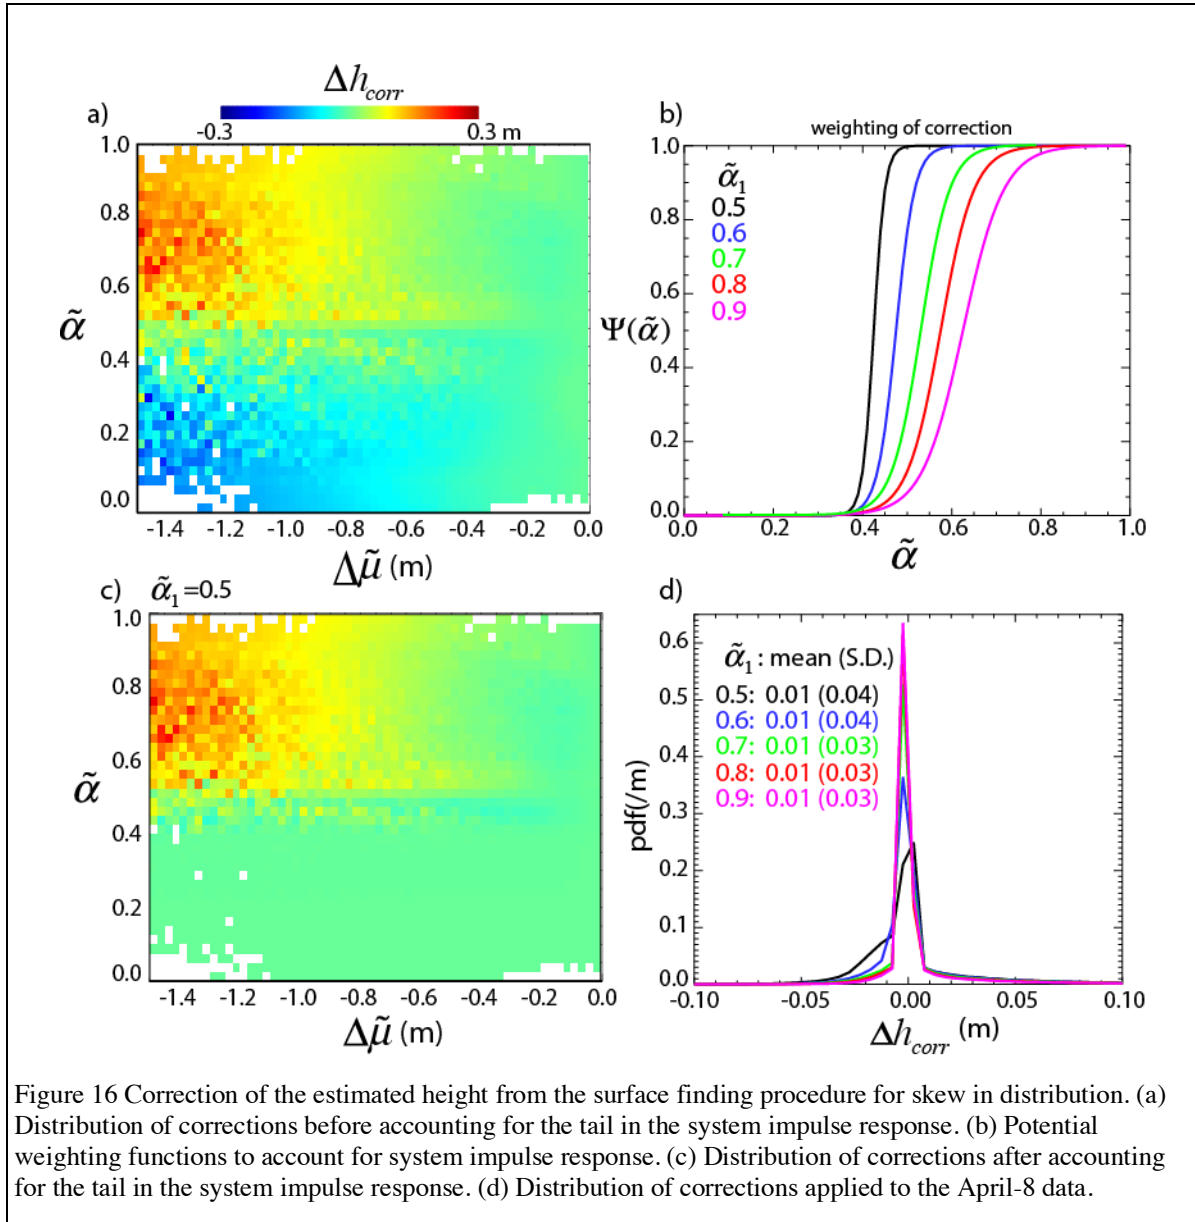 Δh_corr
a)
-0.3 0.3 m
1.0
0.8
0.6
α̃
0.4
0.2
0.0
-1.4 -1.2 -1.0 -0.8 -0.6 -0.4 -0.2 0.0
Δμ̃ (m)
b)
weighting of correction
1.0
0.8
0.6
Ψ(α̃)
0.4
0.2
0.0
α̃₁
0.5
0.6
0.7
0.8
0.9
0.0 0.2 0.4 0.6 0.8 1.0
α̃
c) α̃₁=0.5
1.0
0.8
0.6
α̃
0.4
0.2
0.0
-1.4 -1.2 -1.0 -0.8 -0.6 -0.4 -0.2 0.0
Δμ̃ (m)
d)
0.6
0.5
0.4
pdf(/m)
0.3
0.2
0.1
0.0
α̃₁: mean (S.D.)
0.5: 0.01 (0.04)
0.6: 0.01 (0.04)
0.7: 0.01 (0.03)
0.8: 0.01 (0.03)
0.9: 0.01 (0.03)
-0.10 -0.05 0.00 0.05 0.10
Δh_corr (m)
Figure 16 Correction of the estimated height from the surface finding procedure for skew in distribution. (a)
Distribution of corrections before accounting for the tail in the system impulse response. (b) Potential
weighting functions to account for system impulse response. (c) Distribution of corrections after accounting
for the tail in the system impulse response. (d) Distribution of corrections applied to the April-8 data.